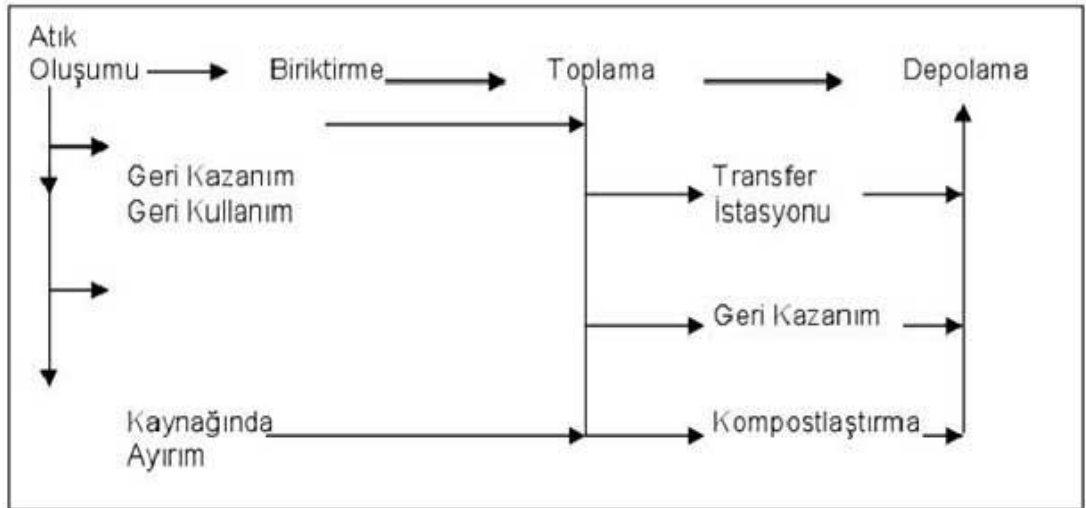 Atık
Oluşumu
Biriktirme
Toplama
Depolama
Geri Kazanım
Geri Kullanım
Transfer
İstasyonu
Geri Kazanım
Kaynağında
Ayırım
Kompostlaştırma